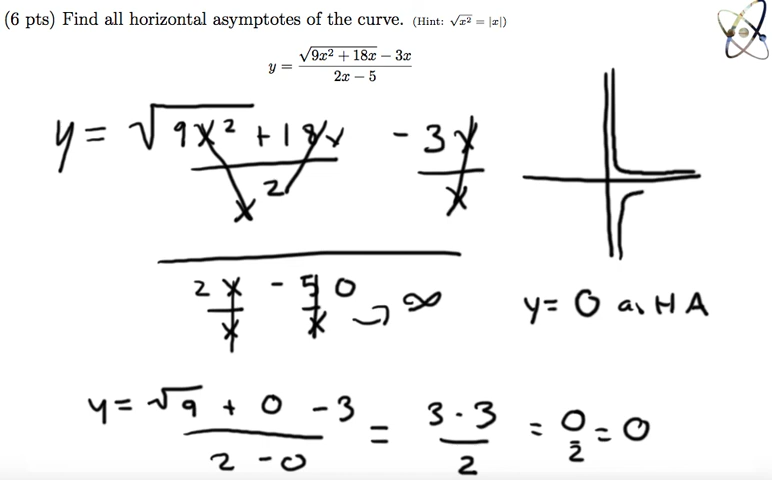 (6 pts) Find all horizontal asymptotes of the curve. (Hint: √x² = |x|)
y = (√(9x² + 18x) − 3x) / (2x − 5)
y = √9x² + 18x - 3x
x² x
2x - 5 0
x x → ∞
y = 0 as HA
y = √9 + 0 - 3 = 3 - 3 = 0 = 0
2 - 0 2 2